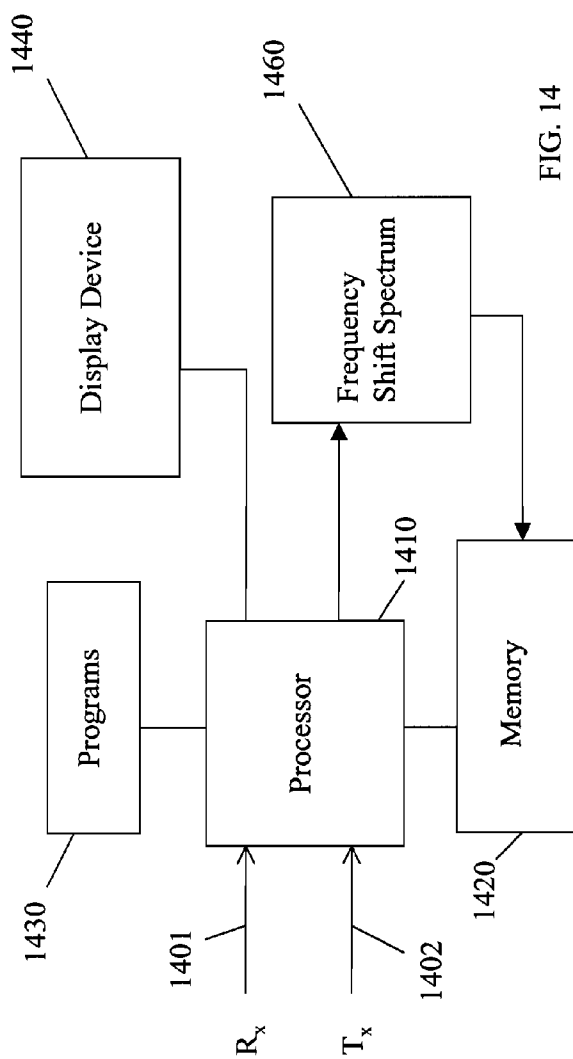 1440
Display Device
1430
Programs
1460
Frequency
Shift Spectrum
1410
Processor
Rx
1401
Tx
1402
Memory
1420
FIG. 14